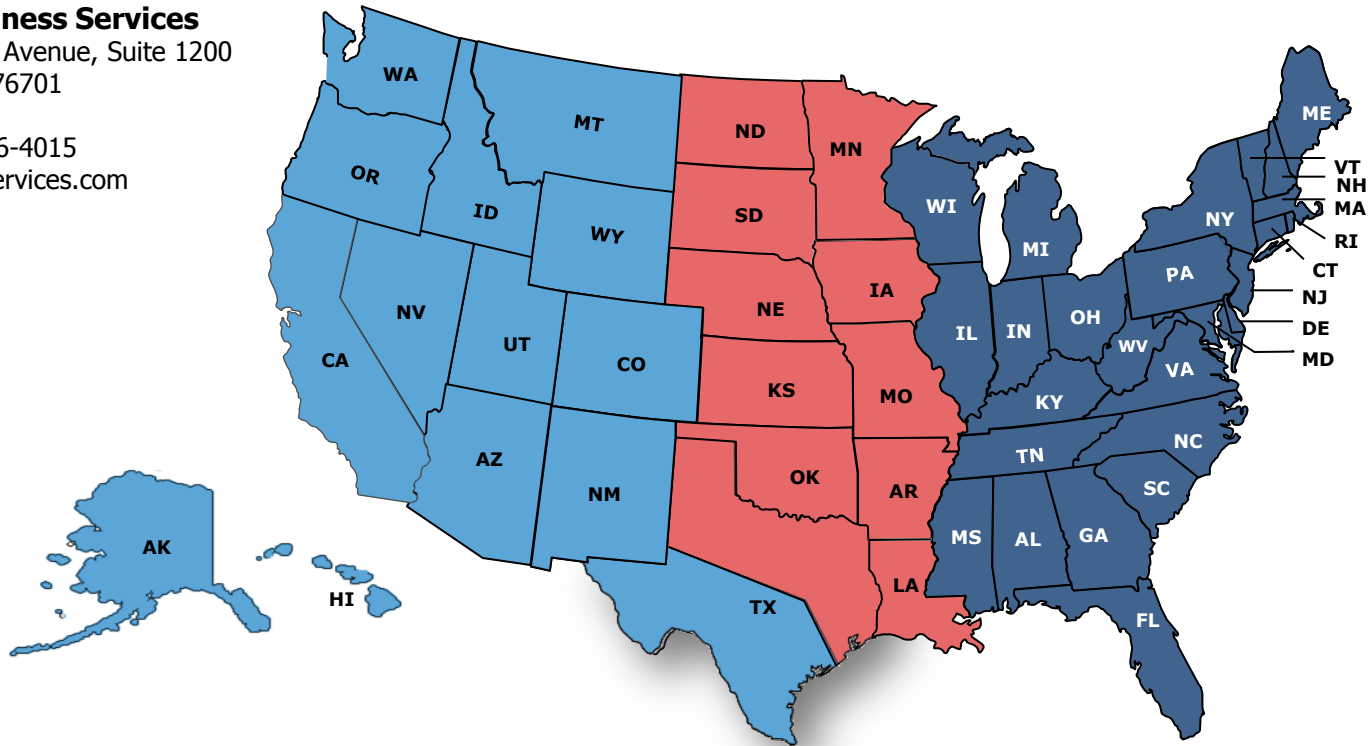 ness Services
Avenue, Suite 1200
76701
6-4015
ervices.com
WA
MT
ND
MN
ME
OR
ID
SD
WI
VT
NH
MA
WY
MI
NY
RI
CT
NV
NE
IA
PA
NJ
UT
IL
IN
OH
DE
CA
CO
WV
MD
KS
MO
KY
VA
AZ
NM
OK
AR
TN
NC
SC
AK
HI
TX
LA
MS
AL
GA
FL